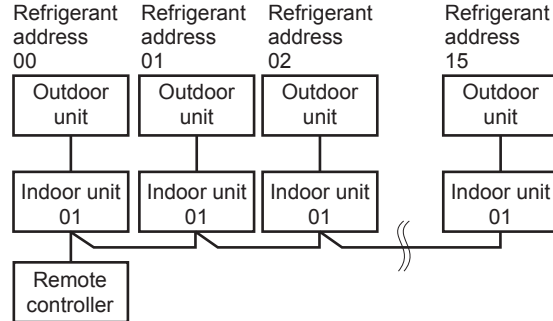 Refrigerant
address
00
Refrigerant
address
01
Refrigerant
address
02
Refrigerant
address
15
Outdoor
unit
Outdoor
unit
Outdoor
unit
Outdoor
unit
Indoor unit
01
Indoor unit
01
Indoor unit
01
Indoor unit
01
Remote
controller